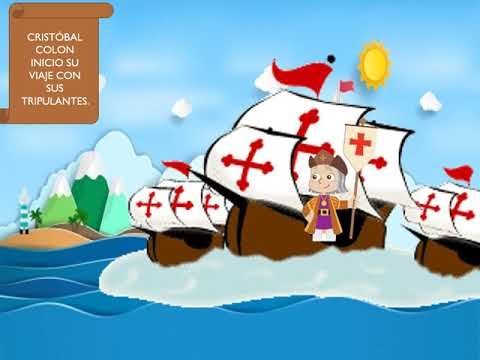 CRISTÓBAL
COLON
INICIO SU
VIAJE CON
SUS
TRIPULANTES.